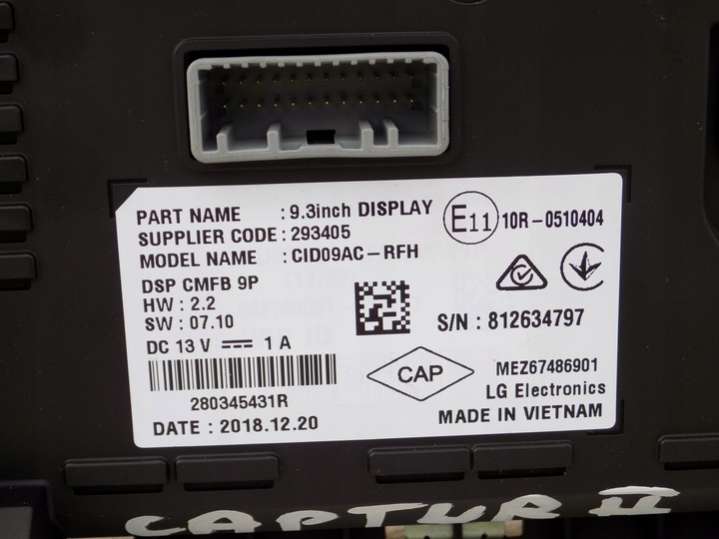 PART NAME : 9.3inch DISPLAY
SUPPLIER CODE : 293405
MODEL NAME : CID09AC-RFH
E11 10R-0510404
DSP CMFB 9P
HW : 2.2
SW : 07.10
DC 13 V ⎓ 1 A
S/N : 812634797
280345431R
DATE : 2018.12.20
CAP
MEZ67486901
LG Electronics
MADE IN VIETNAM
CAPTUR II